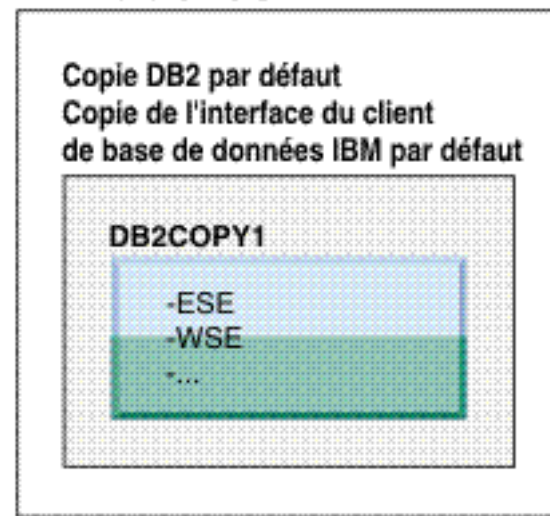 Copie DB2 par défaut
Copie de l'interface du client
de base de données IBM par défaut
DB2COPY1
-ESE
-WSE
-...